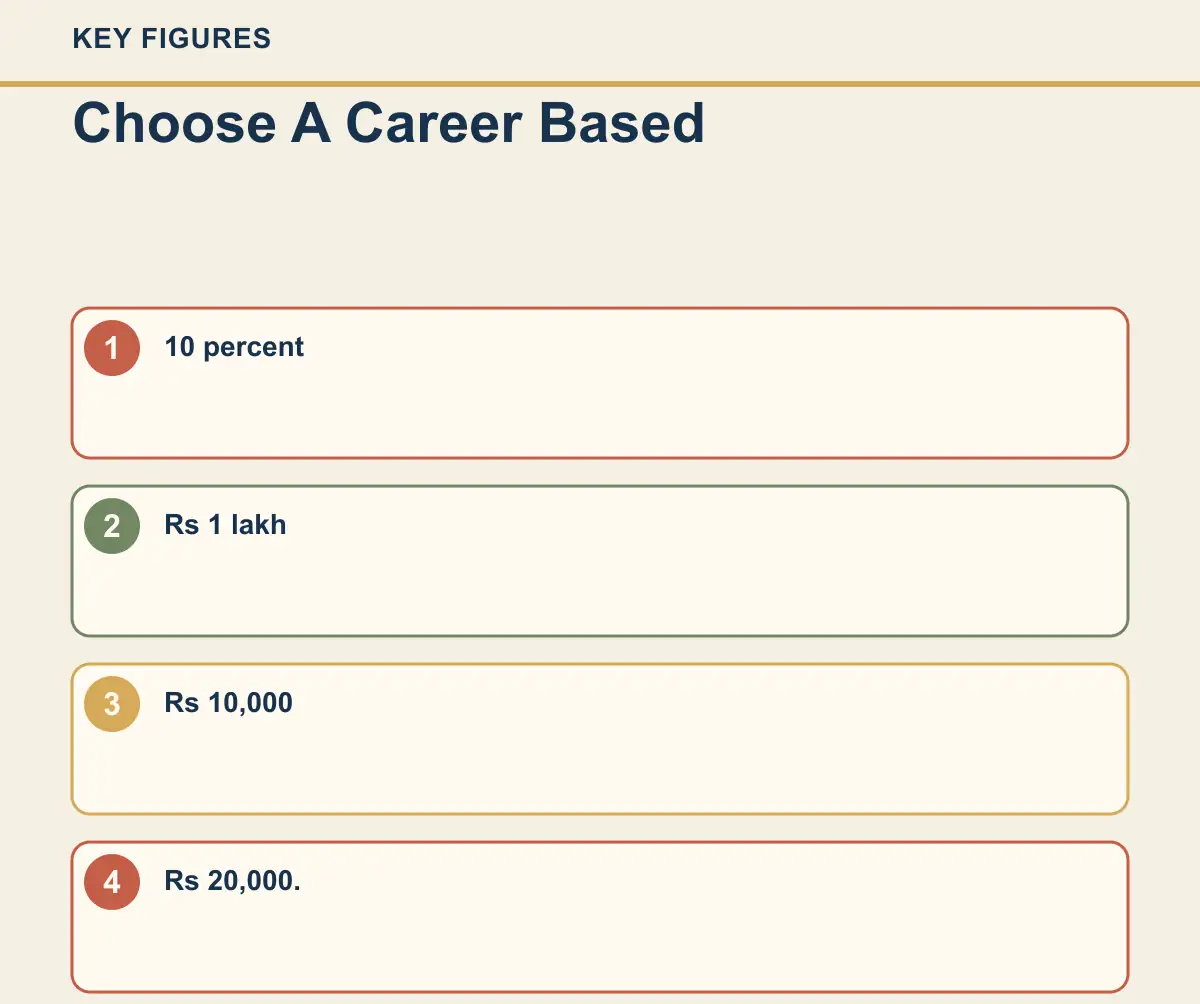 KEY FIGURES
Choose A Career Based
1 10 percent
2 Rs 1 lakh
3 Rs 10,000
4 Rs 20,000.